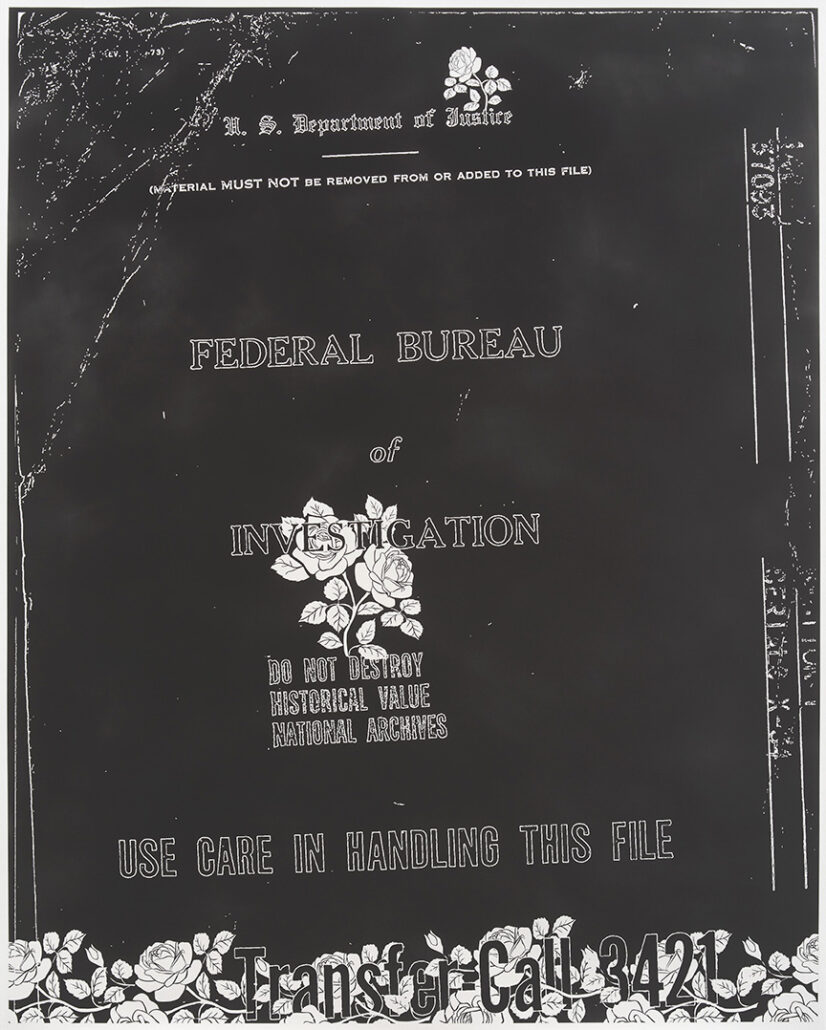 U. S. Department of Justice
(MATERIAL MUST NOT BE REMOVED FROM OR ADDED TO THIS FILE)
FEDERAL BUREAU
of
INVESTIGATION
DO NOT DESTROY
HISTORICAL VALUE
NATIONAL ARCHIVES
USE CARE IN HANDLING THIS FILE
Transfer-Call 3421